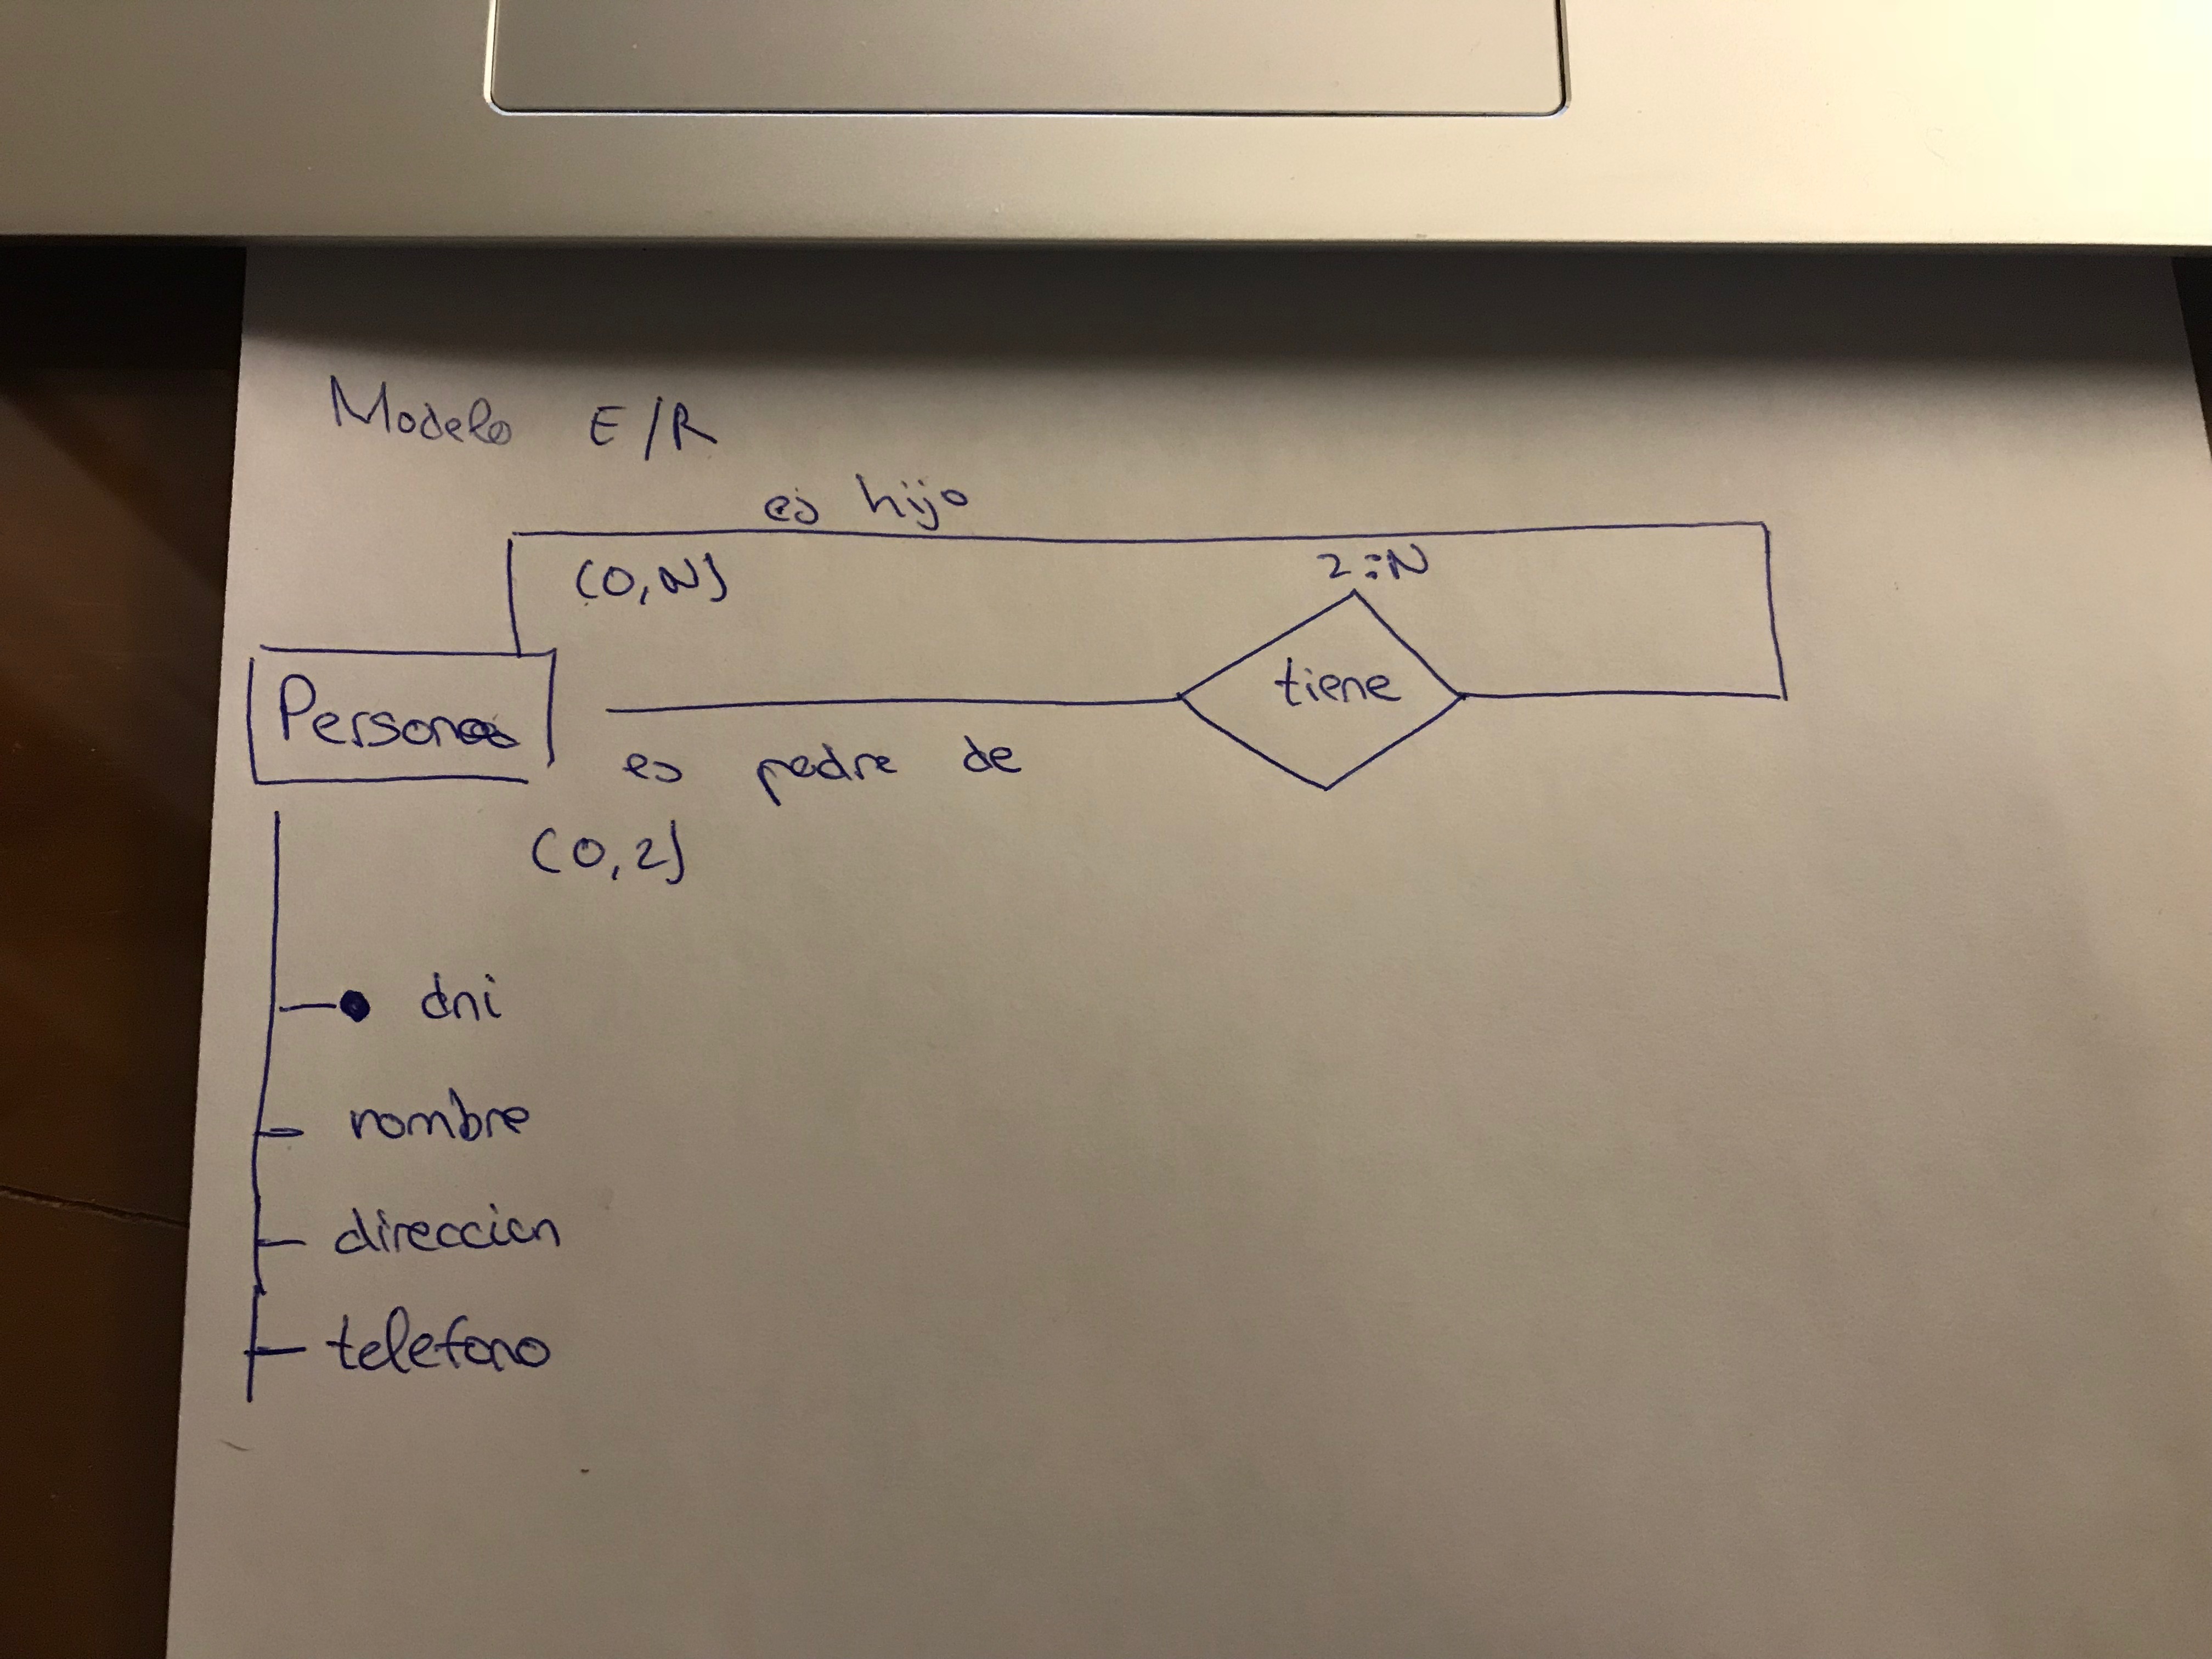 Modelo E/R
es hijo
(0,N)
2:N
Persona
tiene
es padre de
(0,2)
dni
nombre
direccion
telefono